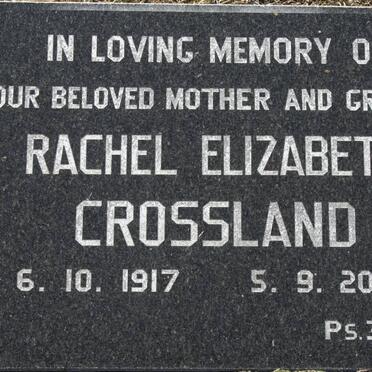 IN LOVING MEMORY O
OUR BELOVED MOTHER AND GR
RACHEL ELIZABET
CROSSLAND
6. 10. 1917 5. 9. 20
Ps.